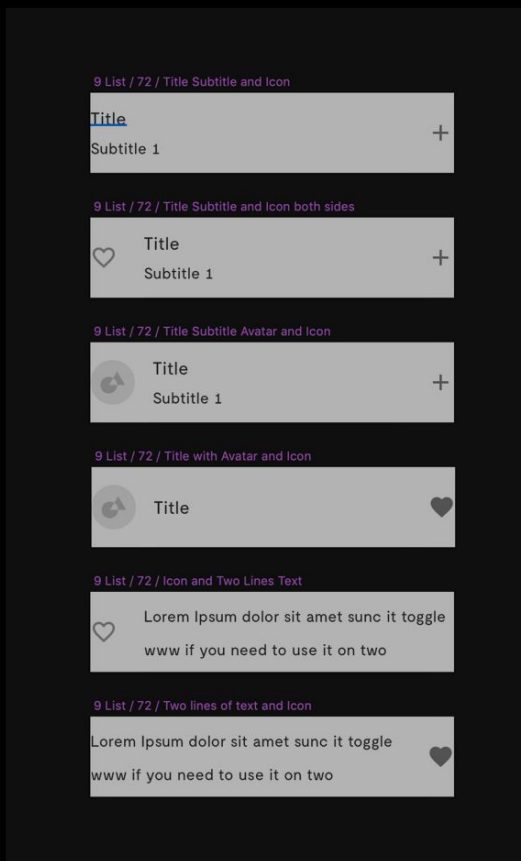 9 List / 72 / Title Subtitle and Icon
Title
Subtitle 1
9 List / 72 / Title Subtitle and Icon both sides
Title
Subtitle 1
9 List / 72 / Title Subtitle Avatar and Icon
Title
Subtitle 1
9 List / 72 / Title with Avatar and Icon
Title
9 List / 72 / Icon and Two Lines Text
Lorem Ipsum dolor sit amet sunc it toggle
www if you need to use it on two
9 List / 72 / Two lines of text and Icon
Lorem Ipsum dolor sit amet sunc it toggle
www if you need to use it on two